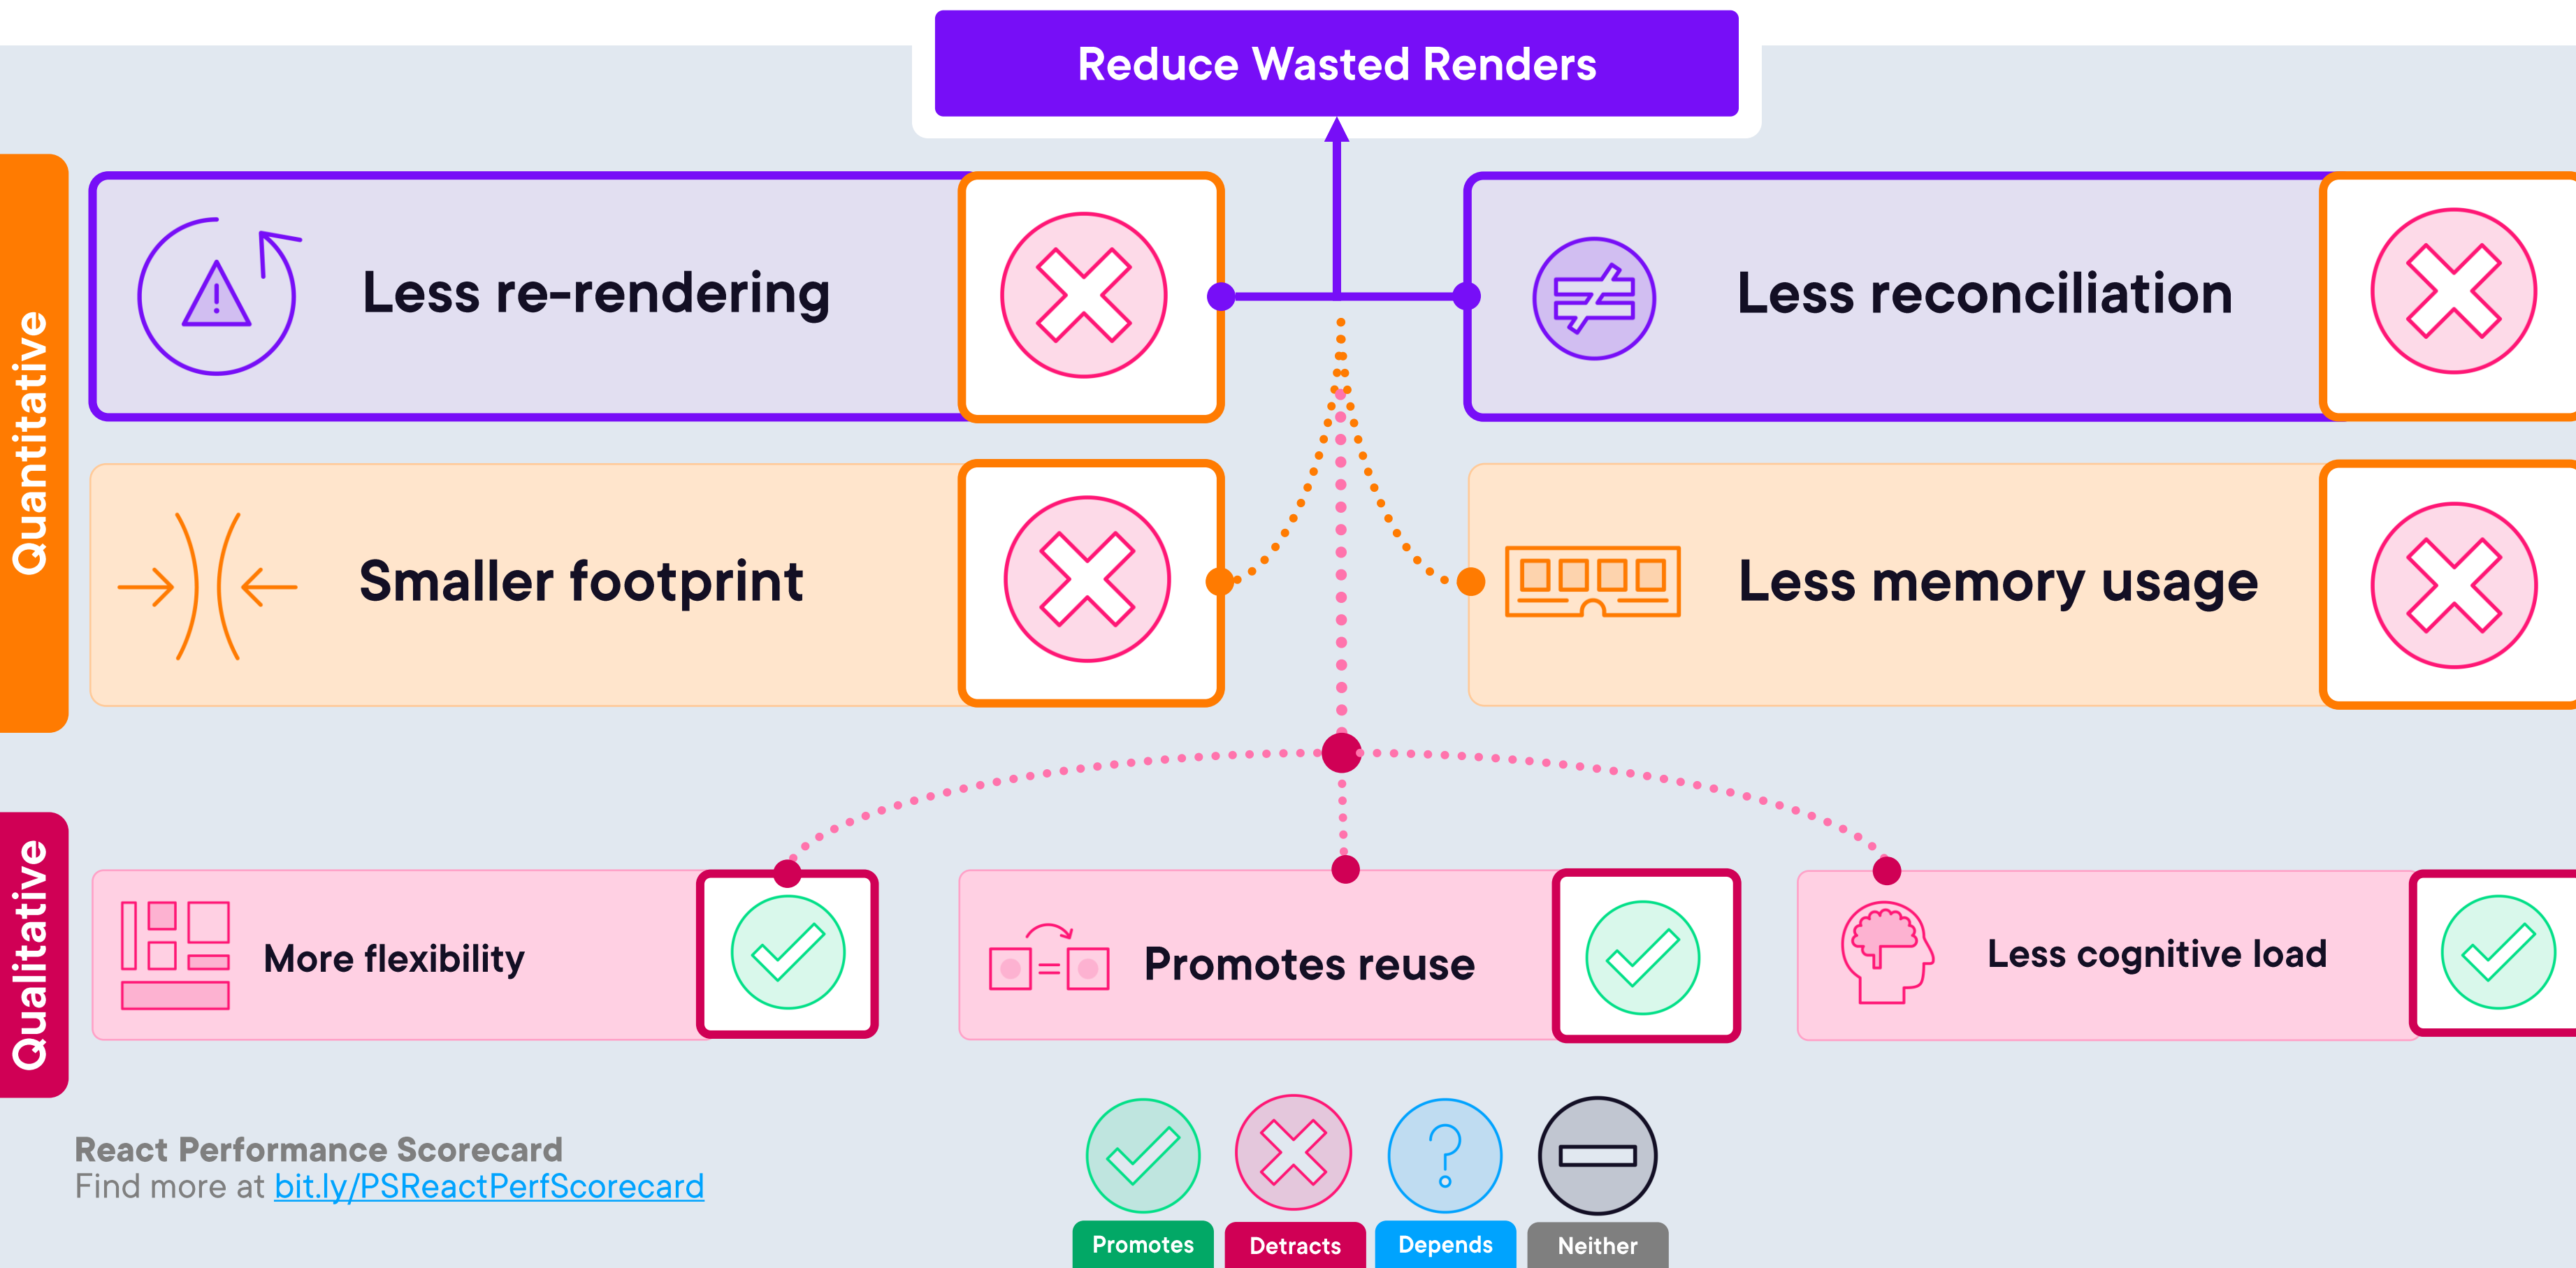 Reduce Wasted Renders
Quantitative
Less re-rendering
Less reconciliation
Smaller footprint
Less memory usage
Qualitative
More flexibility
Promotes reuse
Less cognitive load
React Performance Scorecard
Find more at bit.ly/PSReactPerfScorecard
Promotes
Detracts
Depends
Neither